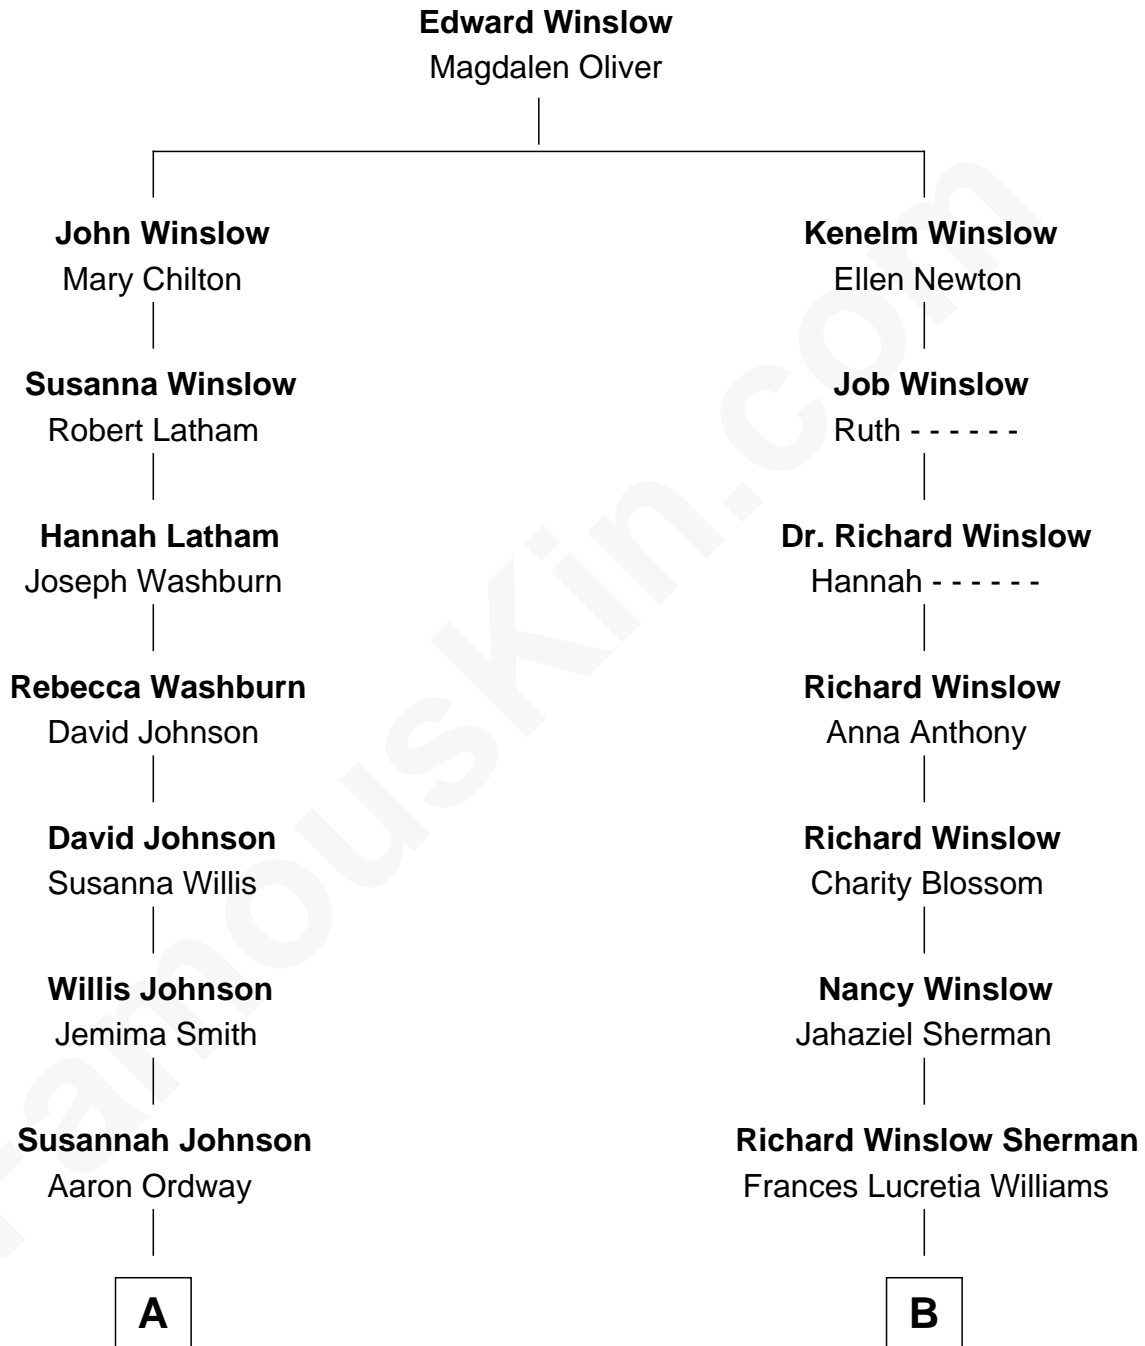 Edward Winslow
Magdalen Oliver
John Winslow
Mary Chilton
Kenelm Winslow
Ellen Newton
Susanna Winslow
Robert Latham
Job Winslow
Ruth - - - - - -
Hannah Latham
Joseph Washburn
Dr. Richard Winslow
Hannah - - - - - -
Rebecca Washburn
David Johnson
Richard Winslow
Anna Anthony
David Johnson
Susanna Willis
Richard Winslow
Charity Blossom
Willis Johnson
Jemima Smith
Nancy Winslow
Jahaziel Sherman
Susannah Johnson
Aaron Ordway
Richard Winslow Sherman
Frances Lucretia Williams
A
B
FamousKin.com